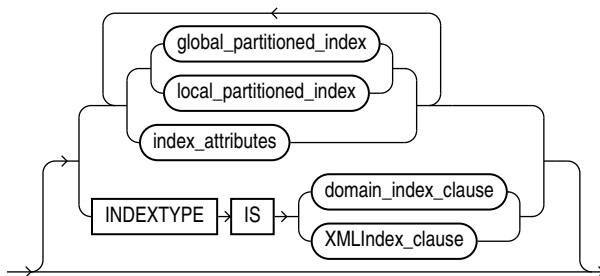 global_partitioned_index
local_partitioned_index
index_attributes
domain_index_clause
INDEXTYPE IS
XMLIndex_clause